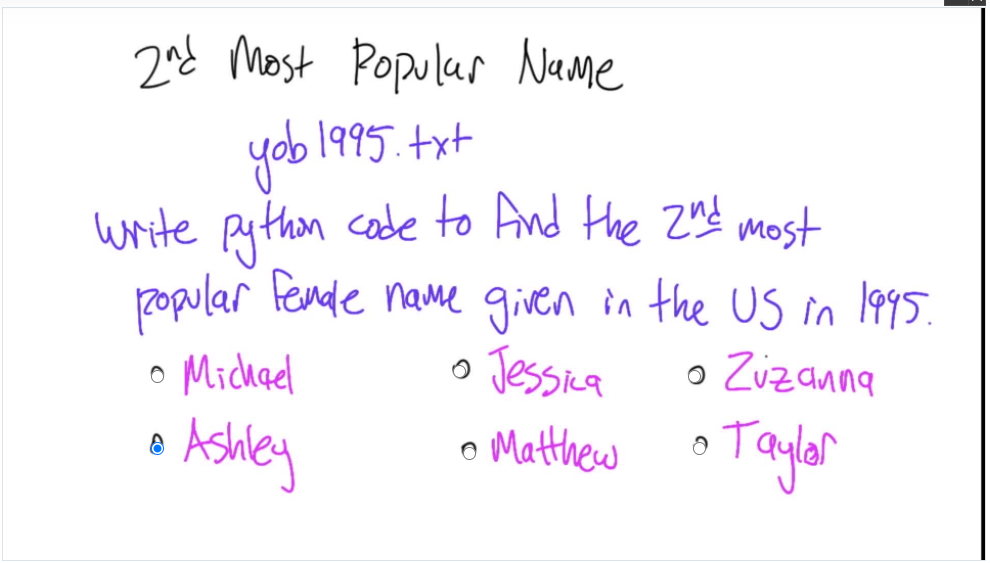 2nd Most Popular Name
yob1995.txt
Write python code to find the 2nd most
popular female name given in the US in 1995.
Michael Jessica Zuzanna
Ashley Matthew Taylor